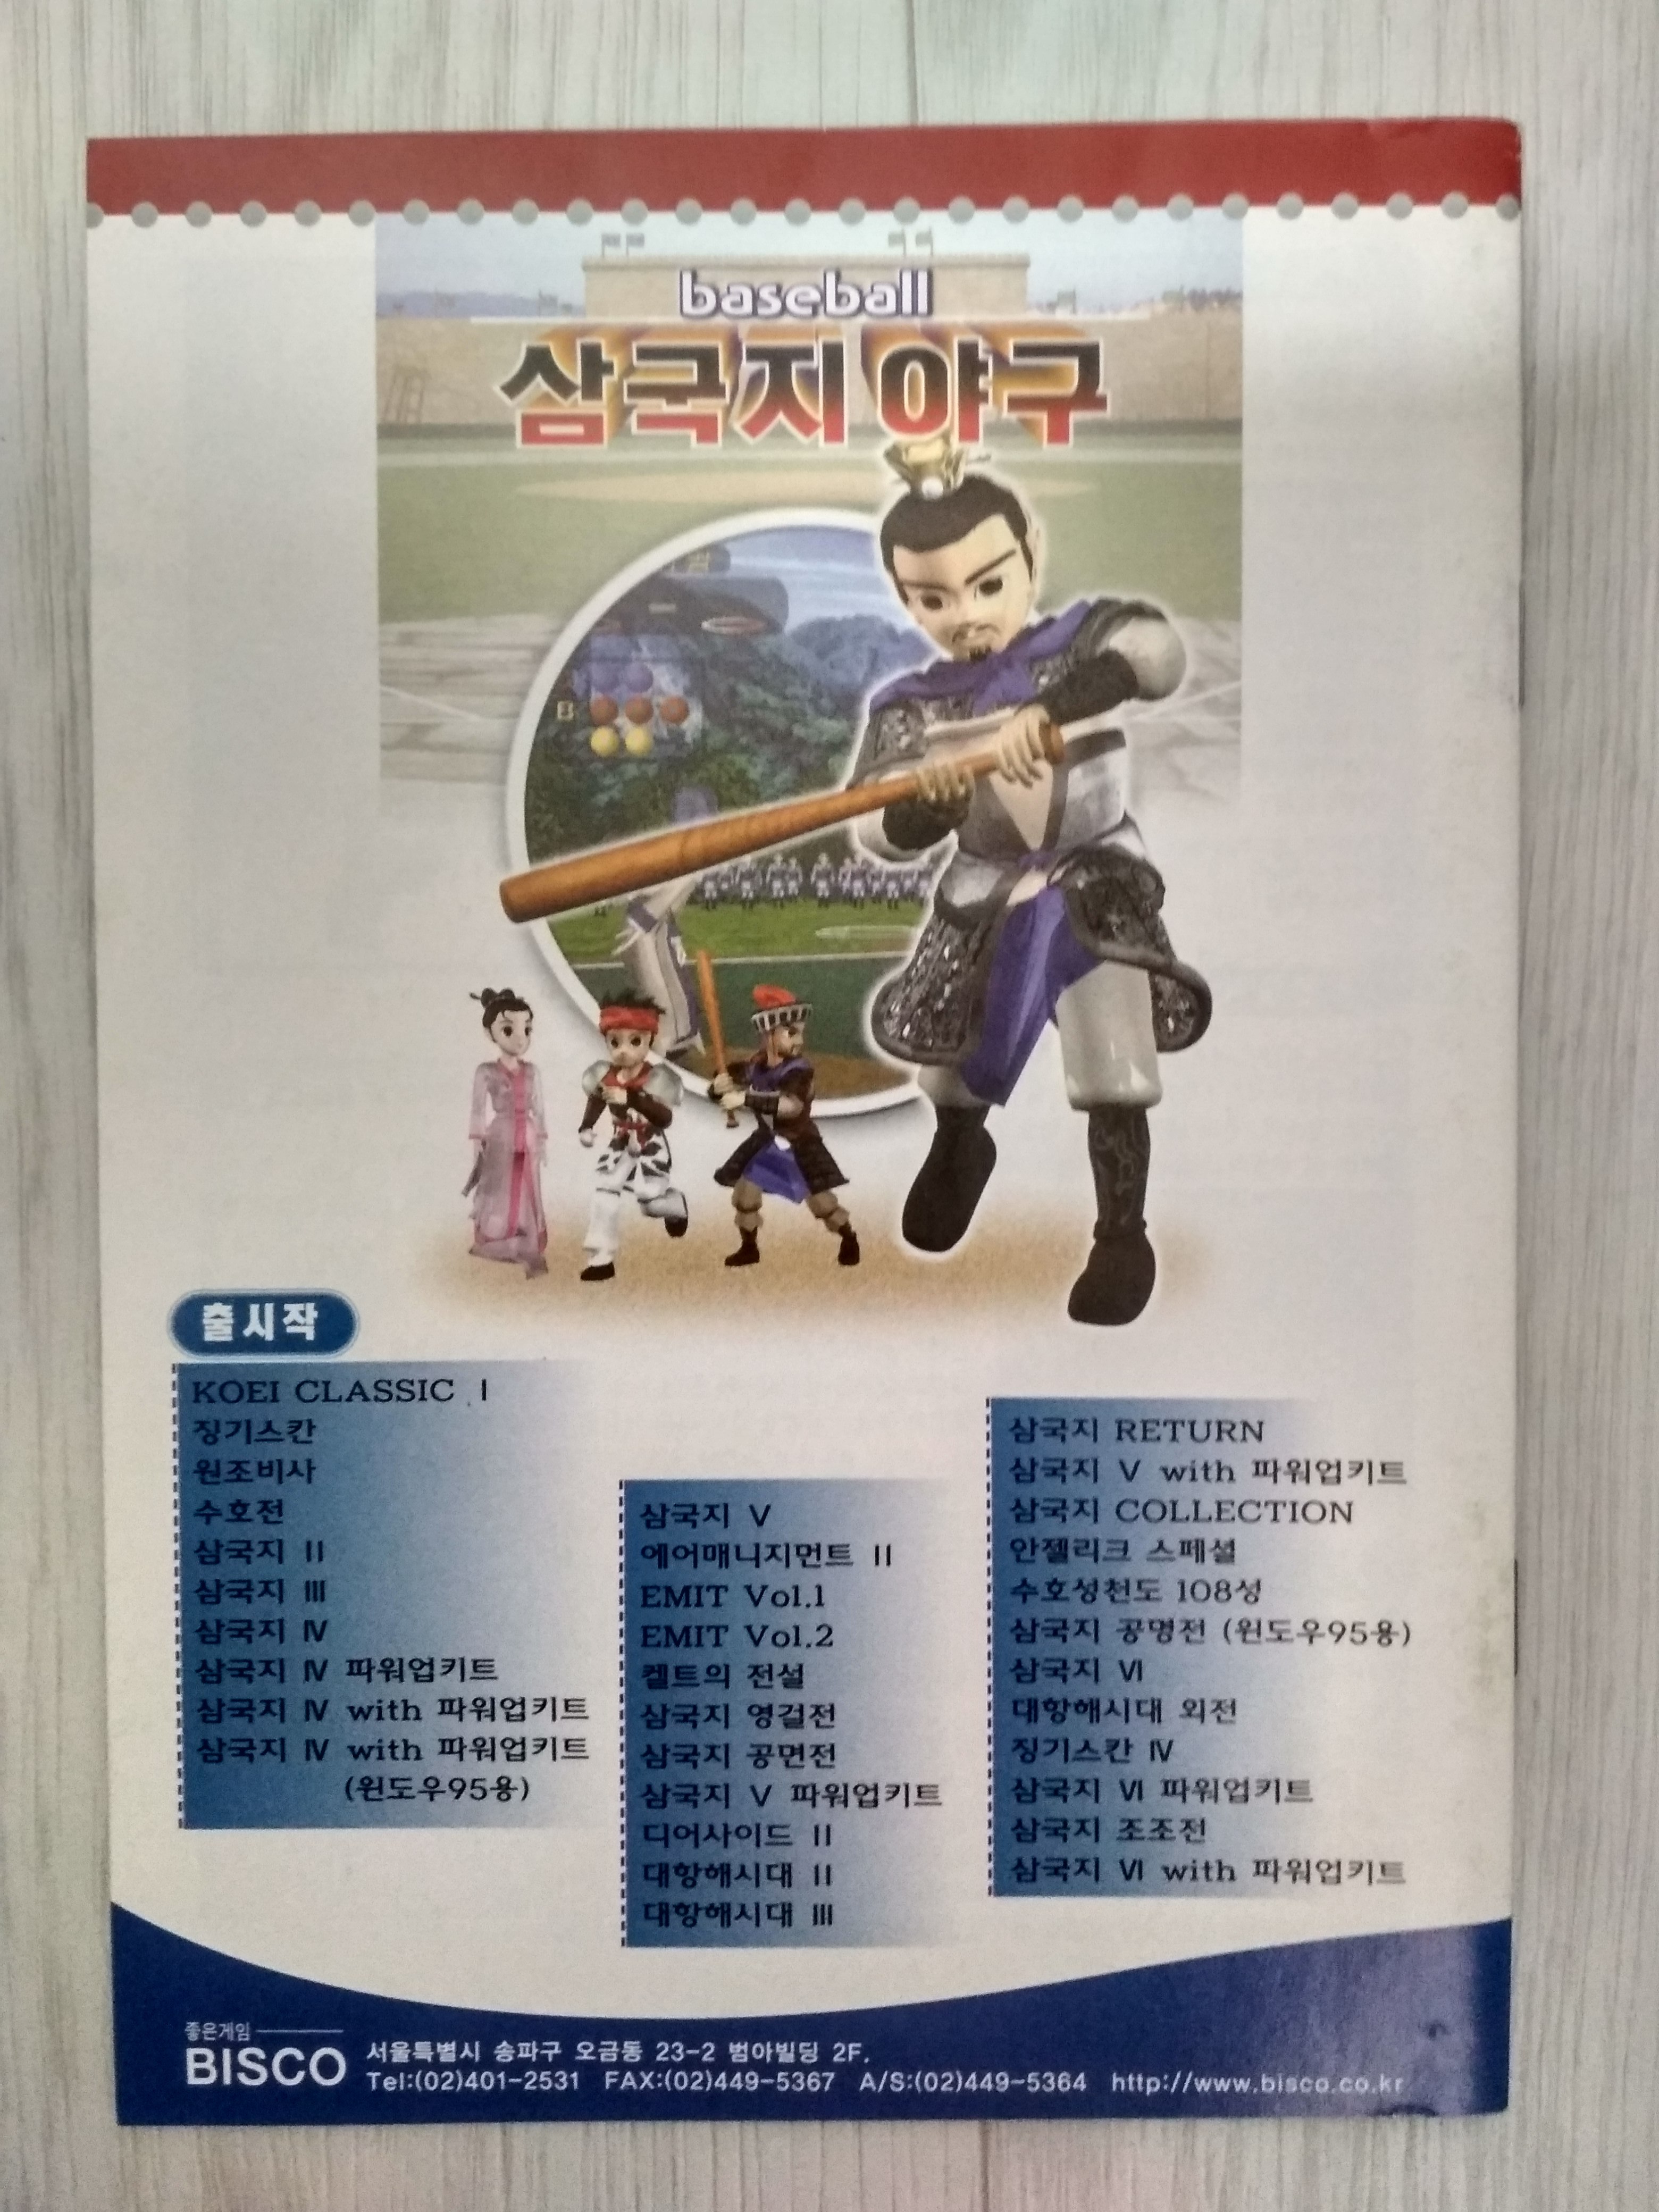 baseball
삼국지 야구
B
출시작
KOEI CLASSIC I
징기스칸
원조비사
수호전
삼국지 II
삼국지 III
삼국지 IV
삼국지 IV 파워업키트
삼국지 IV with 파워업키트
삼국지 IV with 파워업키트
(윈도우95용)
삼국지 V
에어매니지먼트 II
EMIT Vol.1
EMIT Vol.2
켈트의 전설
삼국지 영걸전
삼국지 공면전
삼국지 V 파워업키트
디어사이드 II
대항해시대 II
대항해시대 III
삼국지 RETURN
삼국지 V with 파워업키트
삼국지 COLLECTION
안젤리크 스페셜
수호성천도 108성
삼국지 공명전 (윈도우95용)
삼국지 VI
대항해시대 외전
징기스칸 IV
삼국지 VI 파워업키트
삼국지 조조전
삼국지 VI with 파워업키트
좋은게임
BISCO
서울특별시 송파구 오금동 23-2 범아빌딩 2F.
Tel:(02)401-2531 FAX:(02)449-5367 A/S:(02)449-5364 http://www.bisco.co.kr